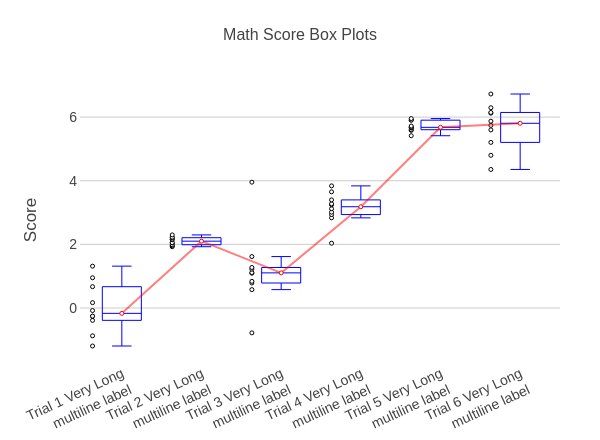 Math Score Box Plots
Score
6
4
2
0
Trial 1 Very Long
multiline label
Trial 2 Very Long
multiline label
Trial 3 Very Long
multiline label
Trial 4 Very Long
multiline label
Trial 5 Very Long
multiline label
Trial 6 Very Long
multiline label